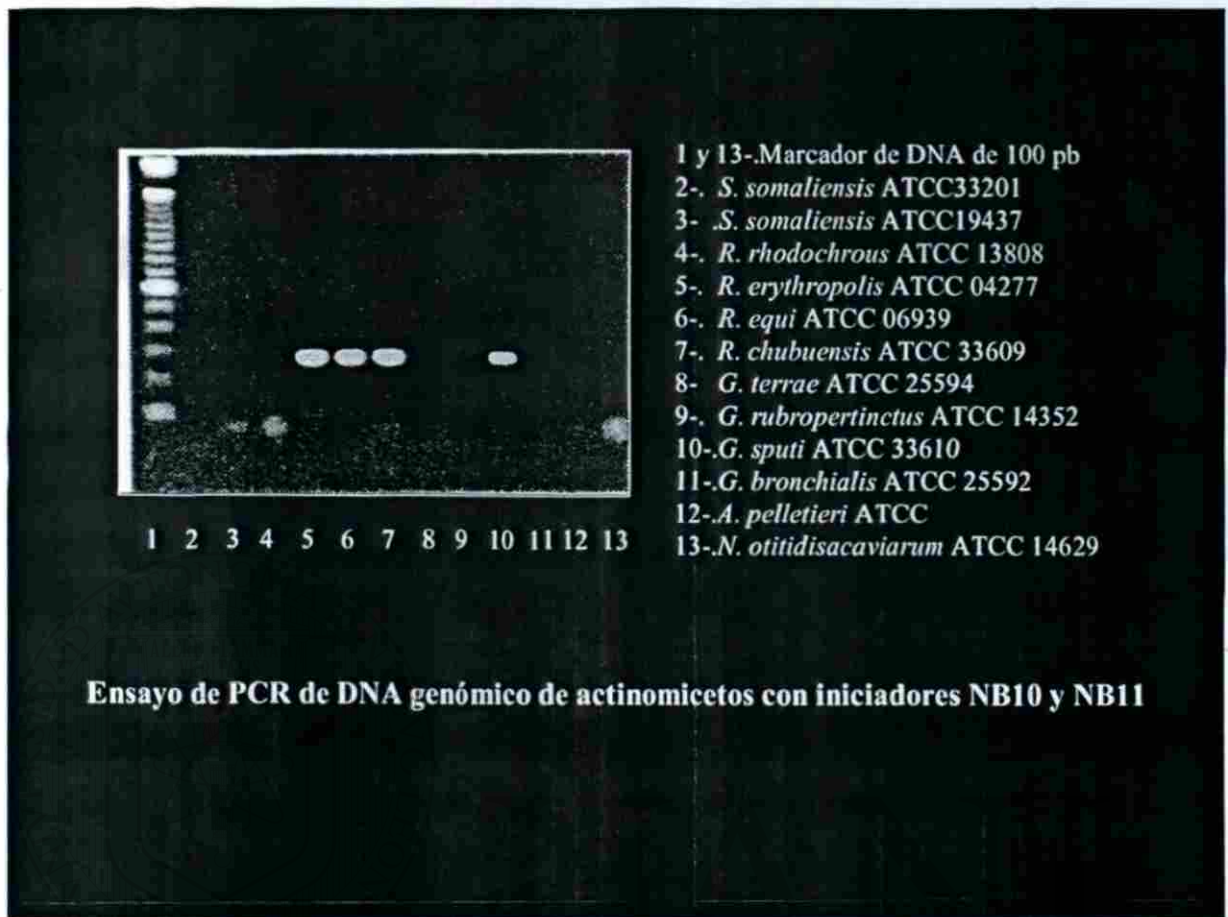 1 y 13-.Marcador de DNA de 100 pb
2-. S. somaliensis ATCC33201
3- .S. somaliensis ATCC19437
4-. R. rhodochrous ATCC 13808
5-. R. erythropolis ATCC 04277
6-. R. equi ATCC 06939
7-. R. chubuensis ATCC 33609
8- G. terrae ATCC 25594
9-. G. rubropertinctus ATCC 14352
10-.G. sputi ATCC 33610
11-.G. bronchialis ATCC 25592
12-.A. pelletieri ATCC
13-.N. otitidisacaviarum ATCC 14629
1 2 3 4 5 6 7 8 9 10 11 12 13
Ensayo de PCR de DNA genómico de actinomicetos con iniciadores NB10 y NB11